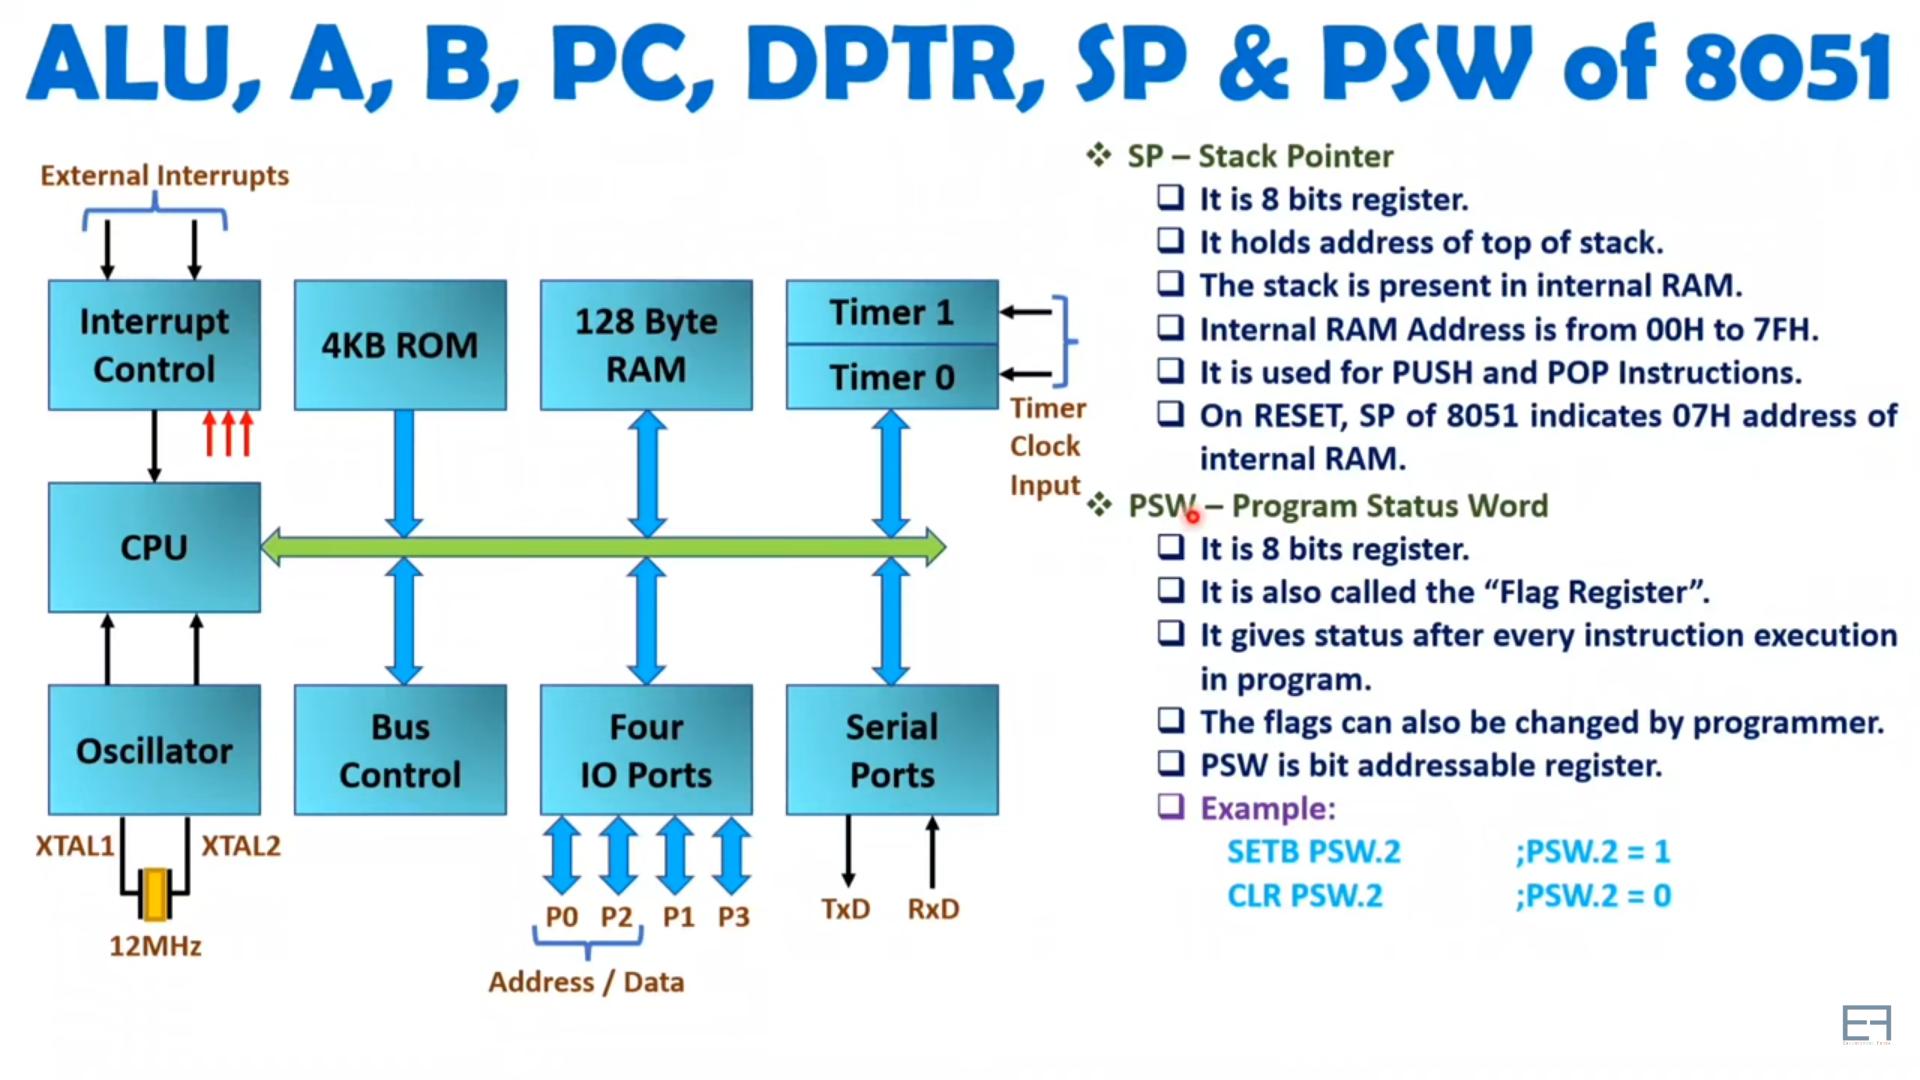 ALU, A, B, PC, DPTR, SP & PSW of 8051
External Interrupts
Interrupt
Control
4KB ROM
128 Byte
RAM
Timer 1
Timer 0
Timer
Clock
Input
CPU
Oscillator
Bus
Control
Four
IO Ports
Serial
Ports
XTAL1
XTAL2
12MHz
P0 P2 P1 P3
Address / Data
TxD
RxD
❖ SP – Stack Pointer
❑ It is 8 bits register.
❑ It holds address of top of stack.
❑ The stack is present in internal RAM.
❑ Internal RAM Address is from 00H to 7FH.
❑ It is used for PUSH and POP Instructions.
❑ On RESET, SP of 8051 indicates 07H address of
internal RAM.
❖ PSW – Program Status Word
❑ It is 8 bits register.
❑ It is also called the “Flag Register”.
❑ It gives status after every instruction execution
in program.
❑ The flags can also be changed by programmer.
❑ PSW is bit addressable register.
❑ Example:
SETB PSW.2 ;PSW.2 = 1
CLR PSW.2 ;PSW.2 = 0
EF